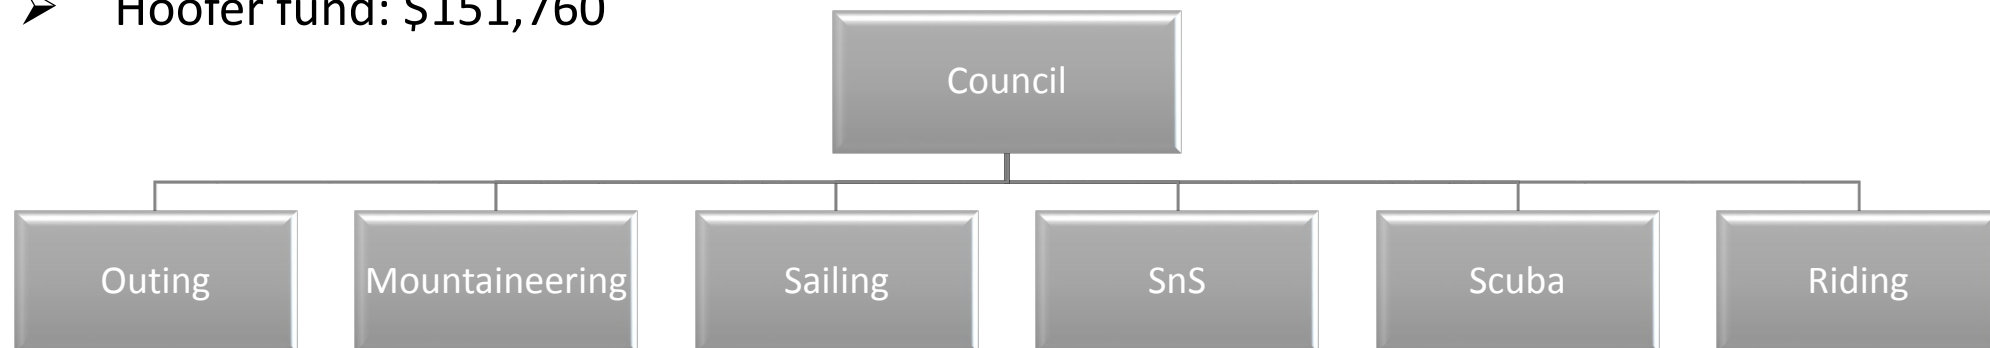 ➢ Hoofer fund: $151,760
Council
Outing Mountaineering Sailing SnS Scuba Riding